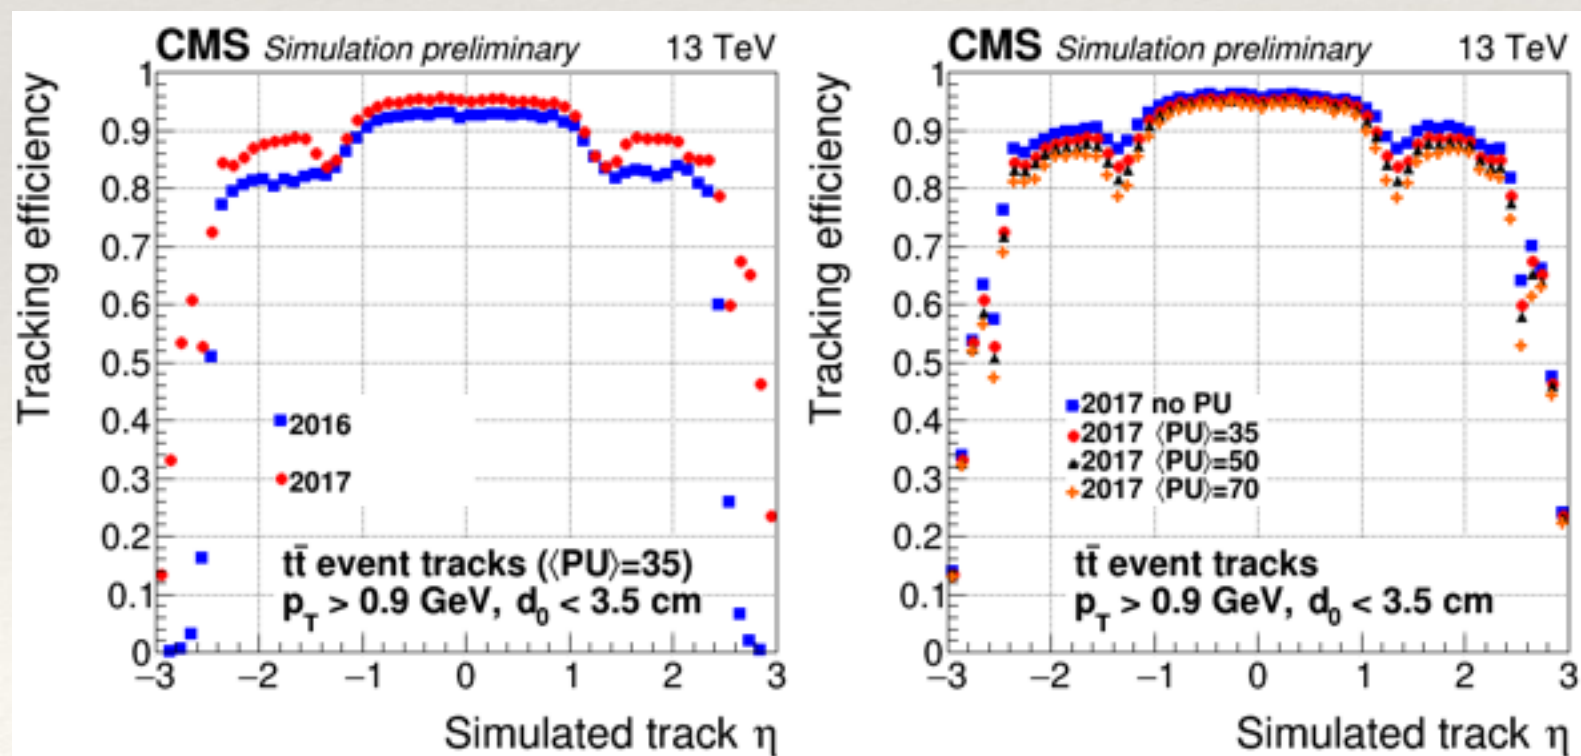 CMS Simulation preliminary 13 TeV
Tracking efficiency
1
0.9
0.8
0.7
0.6
0.5
0.4
0.3
0.2
0.1
0
2016
2017
tt̄ event tracks (⟨PU⟩=35)
p_T > 0.9 GeV, d_0 < 3.5 cm
−3 −2 −1 0 1 2 3
Simulated track η
CMS Simulation preliminary 13 TeV
Tracking efficiency
1
0.9
0.8
0.7
0.6
0.5
0.4
0.3
0.2
0.1
0
2017 no PU
2017 ⟨PU⟩=35
2017 ⟨PU⟩=50
2017 ⟨PU⟩=70
tt̄ event tracks
p_T > 0.9 GeV, d_0 < 3.5 cm
−3 −2 −1 0 1 2 3
Simulated track η